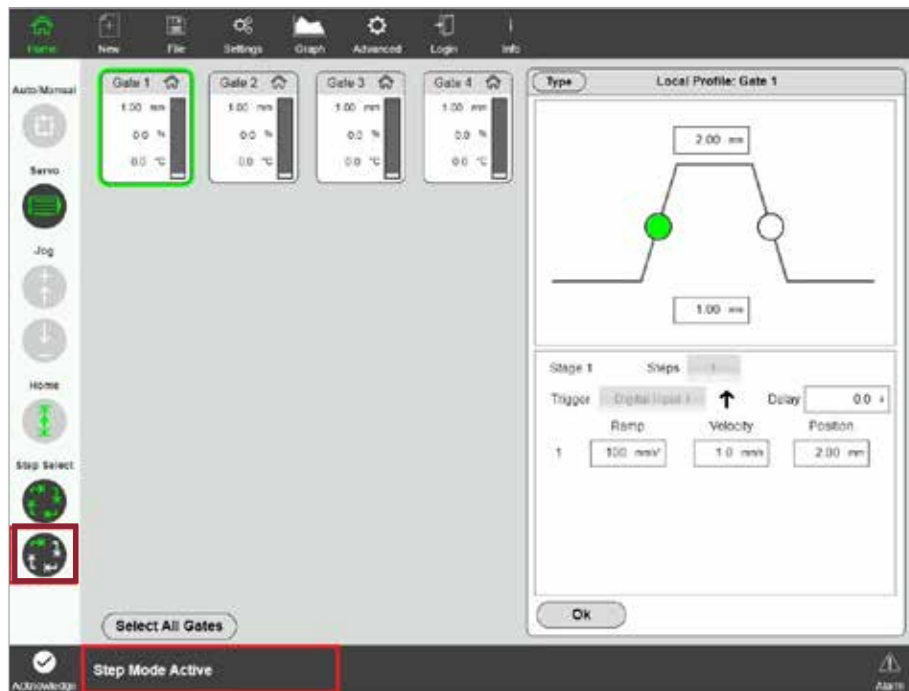 Home New File Settings Graph Advanced Login Info
Auto/Manual
Servo
Jog
Home
Step Select
Gate 1
1.00 mm
0.0 %
0.0 °C
Gate 2
1.00 mm
0.0 %
0.0 °C
Gate 3
1.00 mm
0.0 %
0.0 °C
Gate 4
1.00 mm
0.0 %
0.0 °C
Select All Gates
Type Local Profile: Gate 1
2.00 mm
1.00 mm
Stage 1 Steps 1
Trigger Digital Input 1 Delay 0.0 s
Ramp Velocity Position
1 100 1.0 2.00 mm
Ok
Acknowledge Step Mode Active Alarm